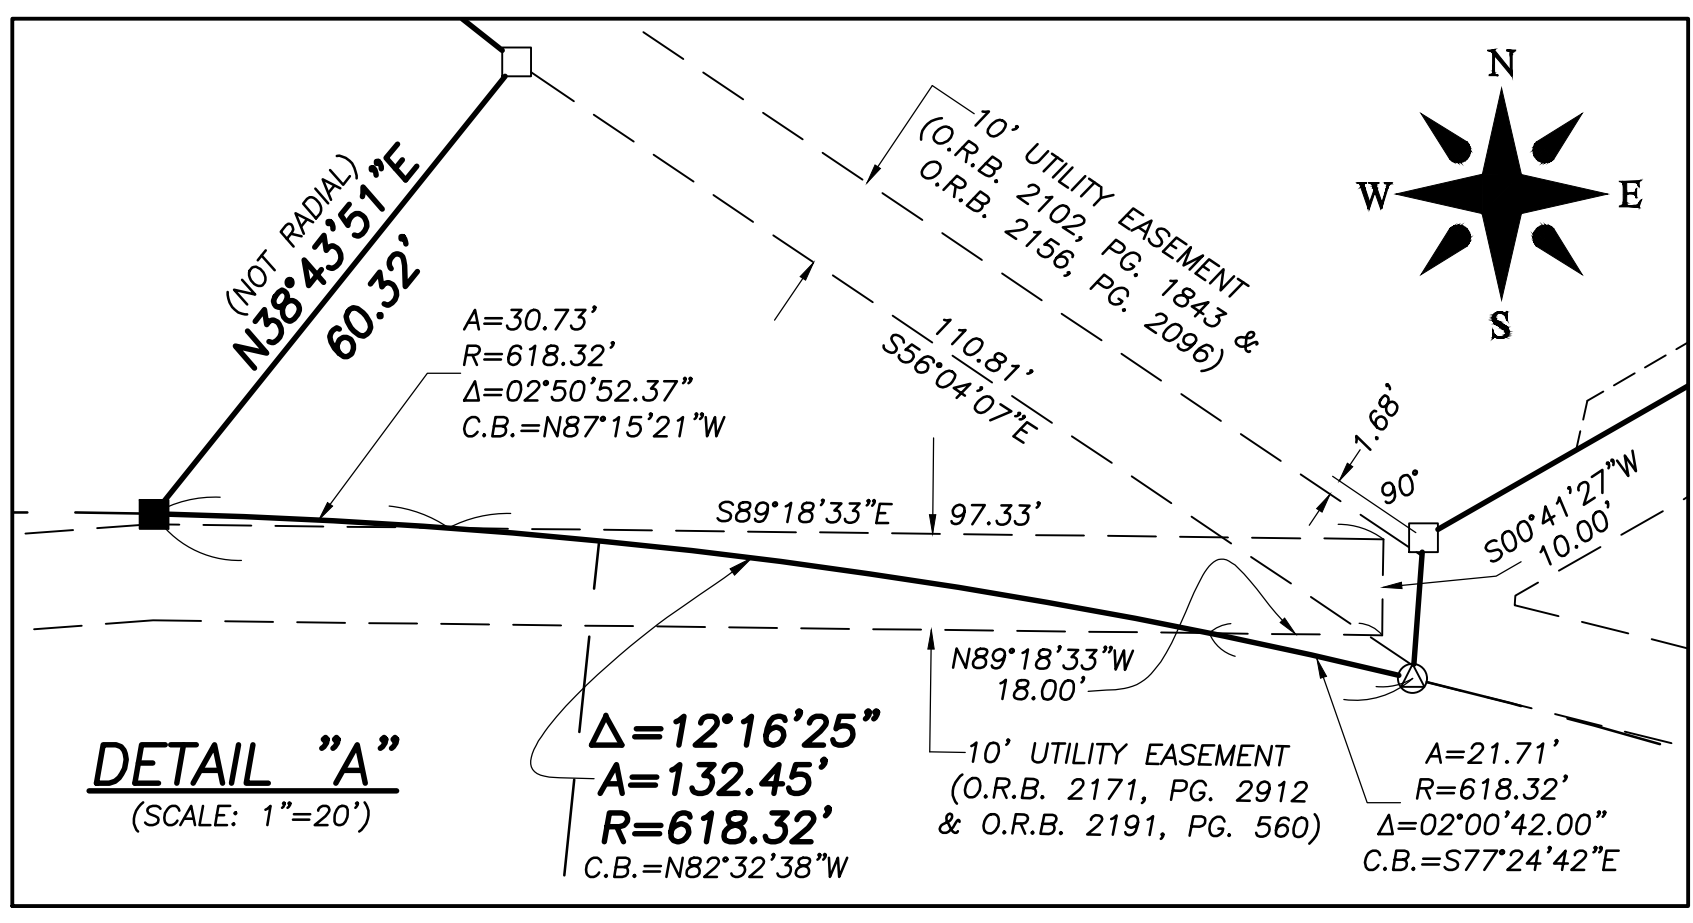 N
W
E
S
10' UTILITY EASEMENT
(O.R.B. 2102, PG. 1843 &
O.R.B. 2156, PG. 2096)
(NOT RADIAL)
N38°43'51"E
60.32'
A=30.73'
R=618.32'
Δ=02°50'52.37"
C.B.=N87°15'21"W
110.81'
S56°04'07"E
1.68'
90°
S00°41'27"W
10.00'
S89°18'33"E 97.33'
N89°18'33"W
18.00'
DETAIL "A"
(SCALE: 1"=20')
Δ=12°16'25"
A=132.45'
R=618.32'
C.B.=N82°32'38"W
10' UTILITY EASEMENT
(O.R.B. 2171, PG. 2912
& O.R.B. 2191, PG. 560)
A=21.71'
R=618.32'
Δ=02°00'42.00"
C.B.=S77°24'42"E